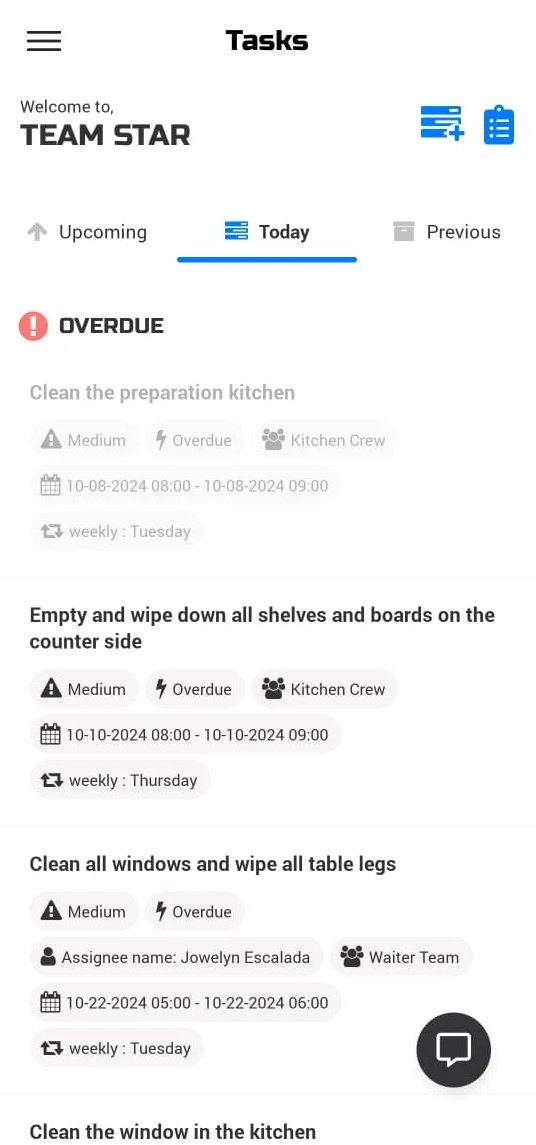 Tasks
Welcome to,
TEAM STAR
Upcoming
Today
Previous
OVERDUE
Clean the preparation kitchen
Medium
Overdue
Kitchen Crew
10-08-2024 08:00 - 10-08-2024 09:00
weekly : Tuesday
Empty and wipe down all shelves and boards on the
counter side
Medium
Overdue
Kitchen Crew
10-10-2024 08:00 - 10-10-2024 09:00
weekly : Thursday
Clean all windows and wipe all table legs
Medium
Overdue
Assignee name: Jowelyn Escalada
Waiter Team
10-22-2024 05:00 - 10-22-2024 06:00
weekly : Tuesday
Clean the window in the kitchen